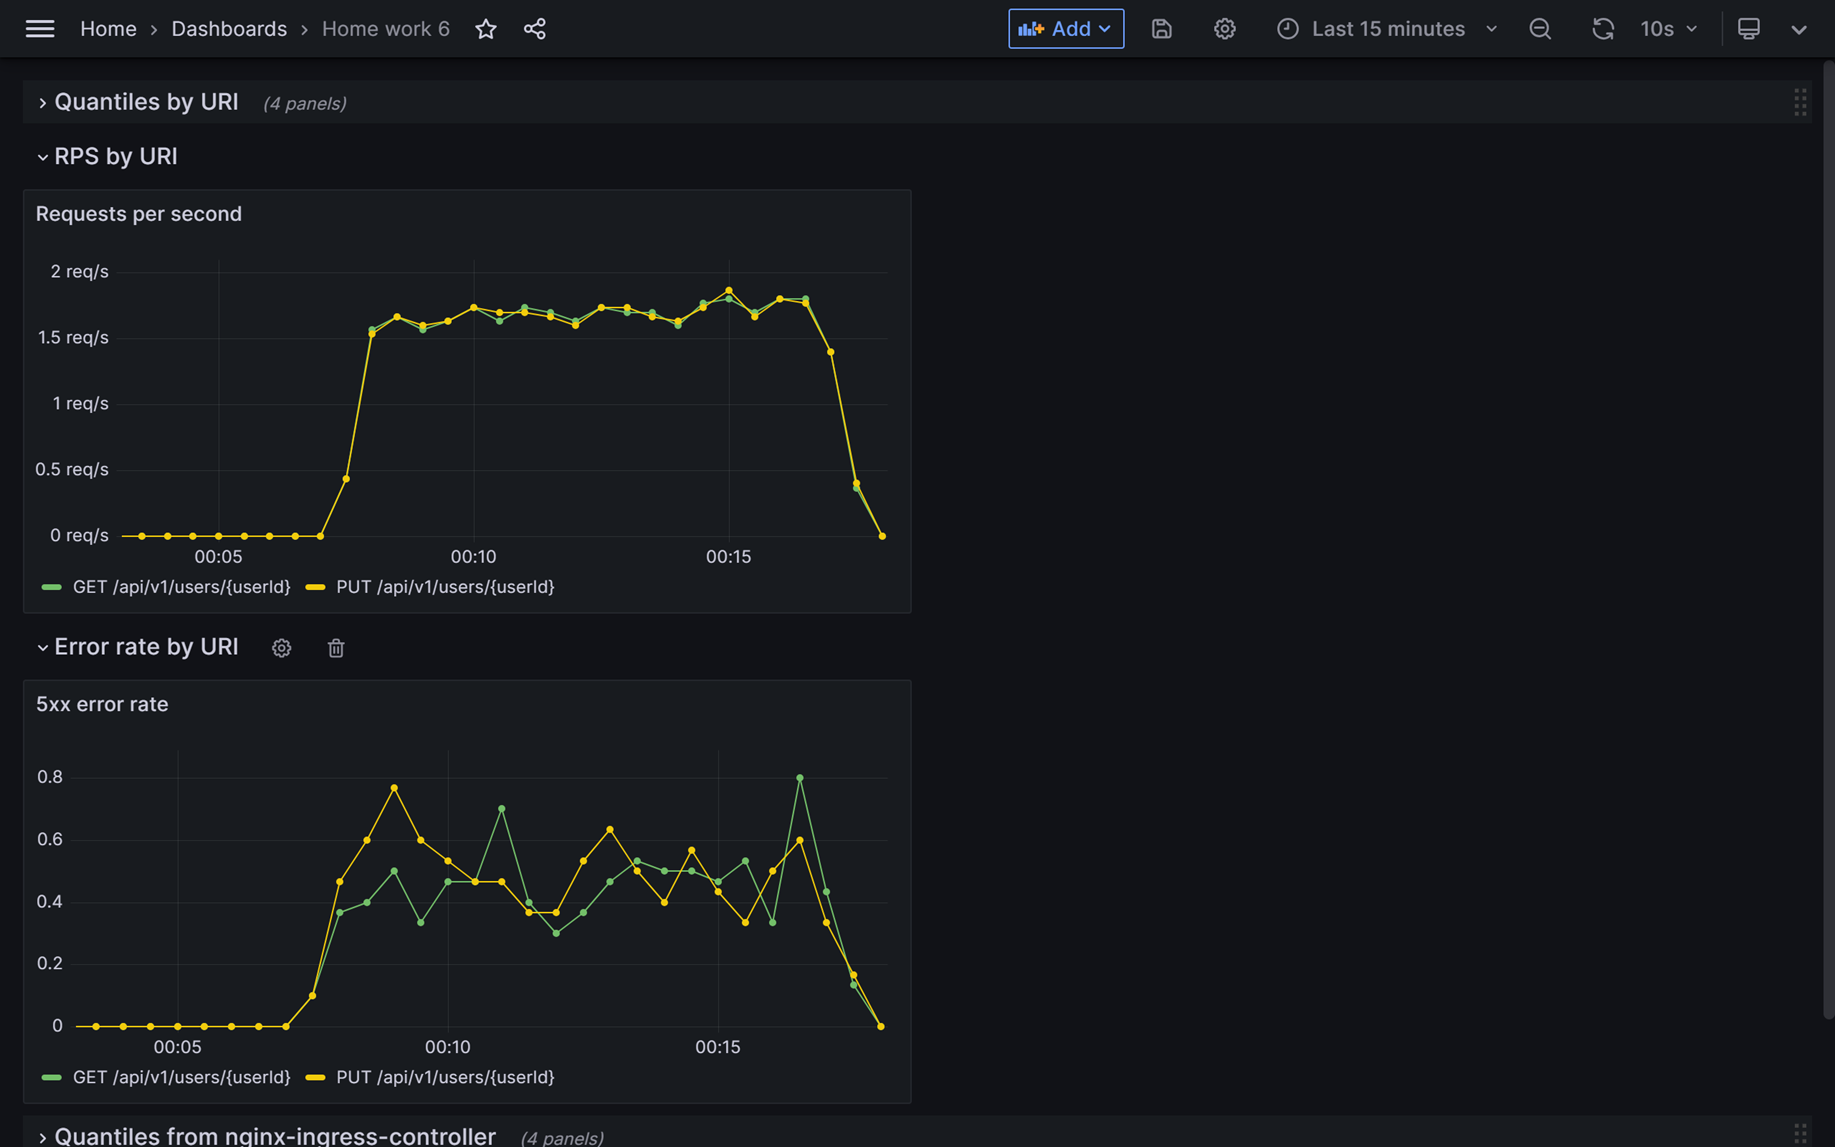 Home › Dashboards › Home work 6 Add Last 15 minutes 10s
Quantiles by URI (4 panels)
RPS by URI
Requests per second
2 req/s
1.5 req/s
1 req/s
0.5 req/s
0 req/s
00:05 00:10 00:15
GET /api/v1/users/{userId} PUT /api/v1/users/{userId}
Error rate by URI
5xx error rate
0.8
0.6
0.4
0.2
0
00:05 00:10 00:15
GET /api/v1/users/{userId} PUT /api/v1/users/{userId}
Quantiles from nginx-ingress-controller (4 panels)